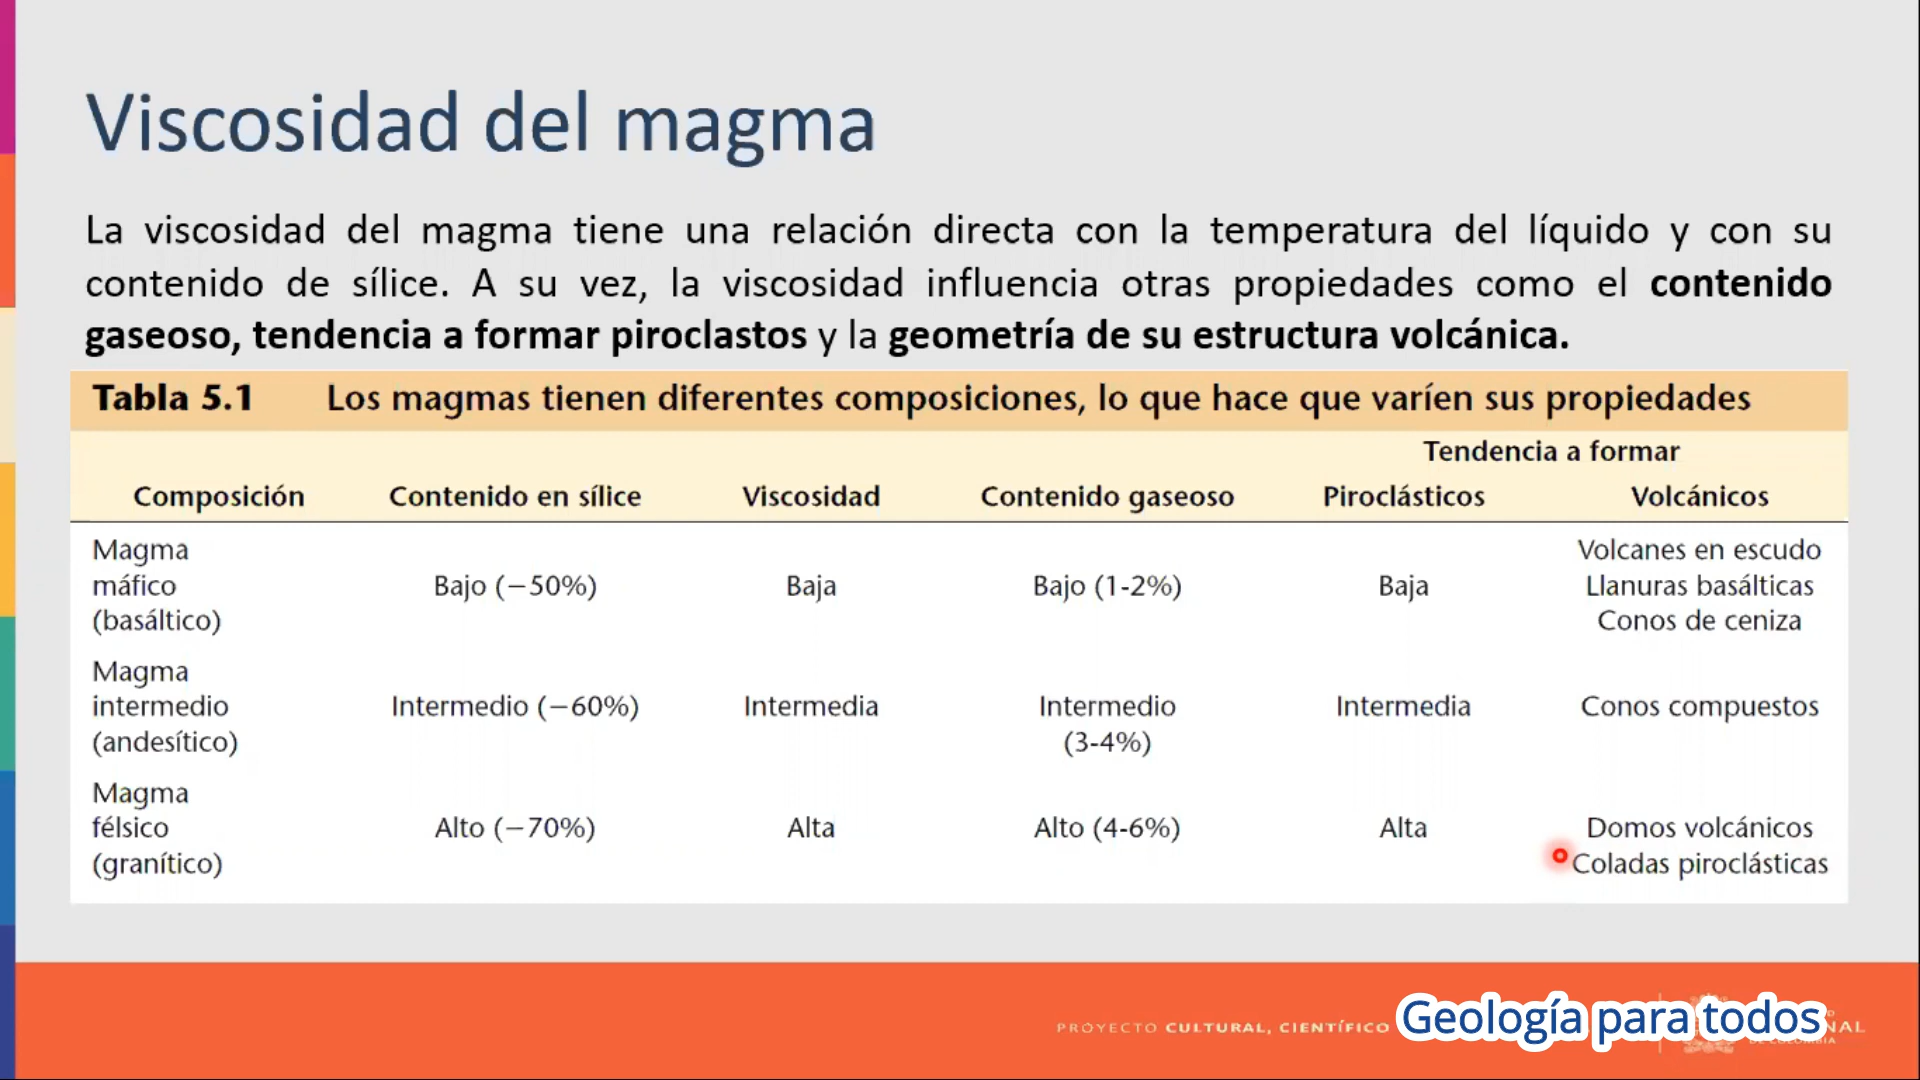 Viscosidad del magma
La viscosidad del magma tiene una relación directa con la temperatura del líquido y con su
contenido de sílice. A su vez, la viscosidad influencia otras propiedades como el contenido
gaseoso, tendencia a formar piroclastos y la geometría de su estructura volcánica.
Tabla 5.1 Los magmas tienen diferentes composiciones, lo que hace que varíen sus propiedades
Tendencia a formar
Composición Contenido en sílice Viscosidad Contenido gaseoso Piroclásticos Volcánicos
Magma Volcanes en escudo
máfico Bajo (−50%) Baja Bajo (1-2%) Baja Llanuras basálticas
(basáltico) Conos de ceniza
Magma
intermedio Intermedio (−60%) Intermedia Intermedio Intermedia Conos compuestos
(andesítico) (3-4%)
Magma
félsico Alto (−70%) Alta Alto (4-6%) Alta Domos volcánicos
(granítico) Coladas piroclásticas
PROYECTO CULTURAL, CIENTÍFICO
Geología para todos
DE COLOMBIA